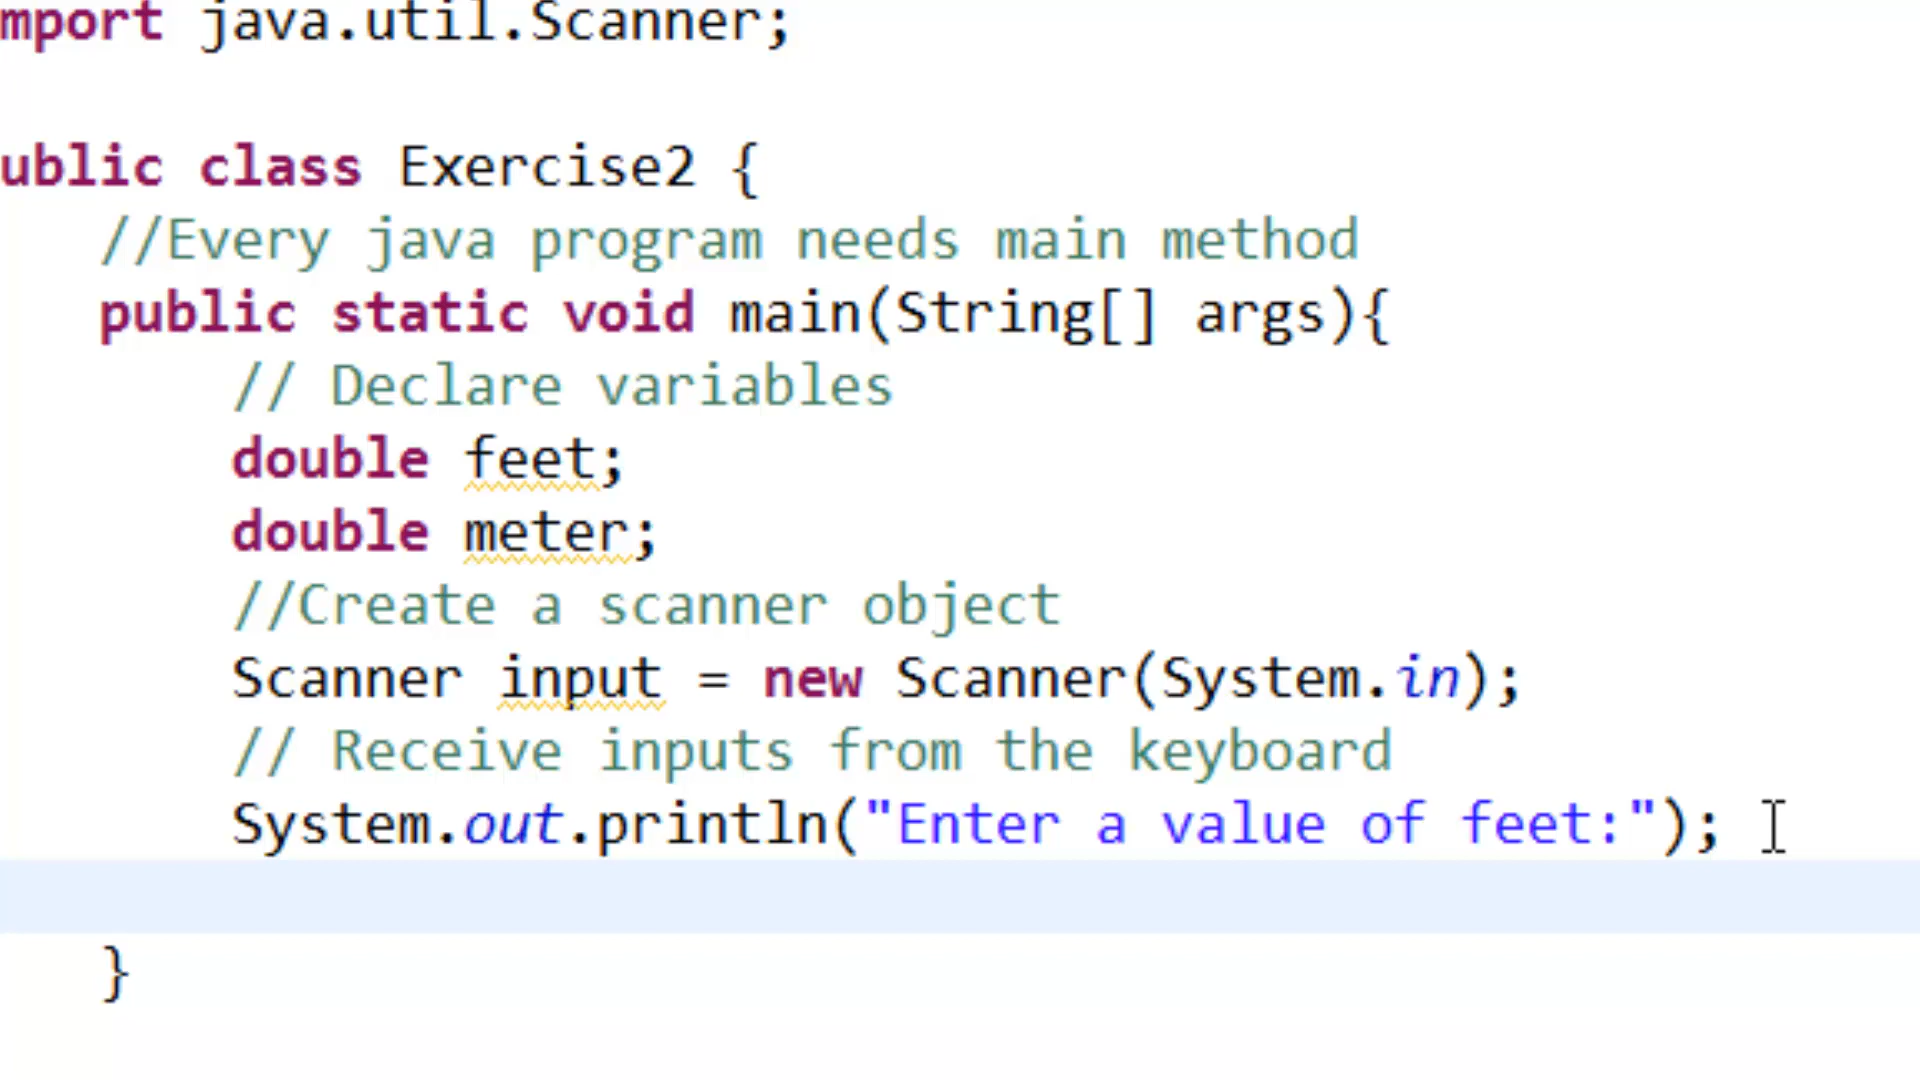 mport java.util.Scanner;
ublic class Exercise2 {
//Every java program needs main method
public static void main(String[] args){
// Declare variables
double feet;
double meter;
//Create a scanner object
Scanner input = new Scanner(System.in);
// Receive inputs from the keyboard
System.out.println("Enter a value of feet:");
}